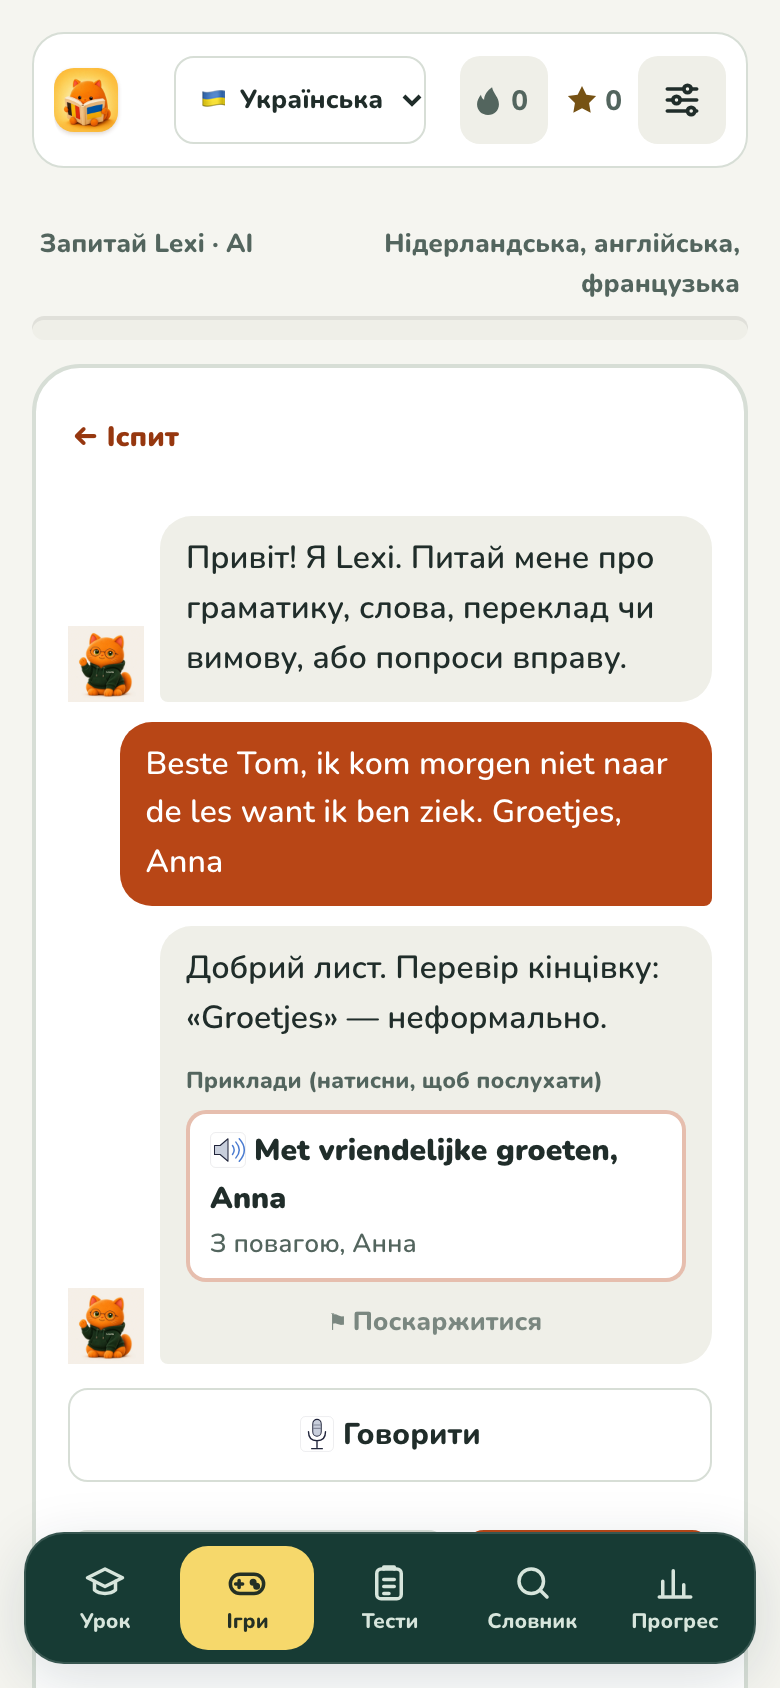 Українська
0
0
Запитай Lexi · AI
Нідерландська, англійська,
французька
← Іспит
Привіт! Я Lexi. Питай мене про
граматику, слова, переклад чи
вимову, або попроси вправу.
Beste Tom, ik kom morgen niet naar
de les want ik ben ziek. Groetjes,
Anna
Добрий лист. Перевір кінцівку:
«Groetjes» — неформально.
Приклади (натисни, щоб послухати)
Met vriendelijke groeten,
Anna
З повагою, Анна
Поскаржитися
Говорити
Урок
Ігри
Тести
Словник
Прогрес